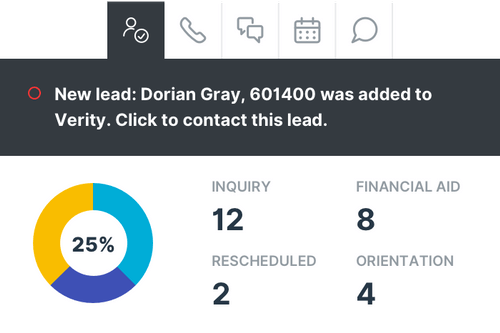 New lead: Dorian Gray, 601400 was added to
Verity. Click to contact this lead.
25%
INQUIRY
12
FINANCIAL AID
8
RESCHEDULED
2
ORIENTATION
4